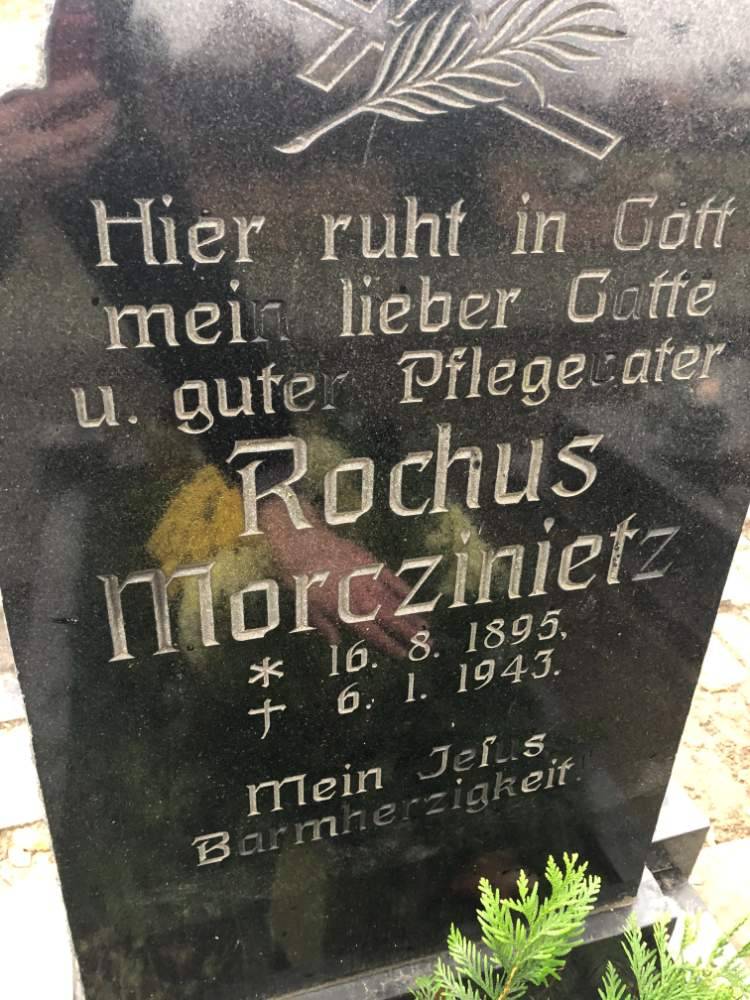 Hier ruht in Gott
mein lieber Gatte
u. guter Pflegevater
Rochus
Morczinietz
* 16. 8. 1895,
† 6. 1. 1943.
Mein Jeſus
Barmherzigkeit!